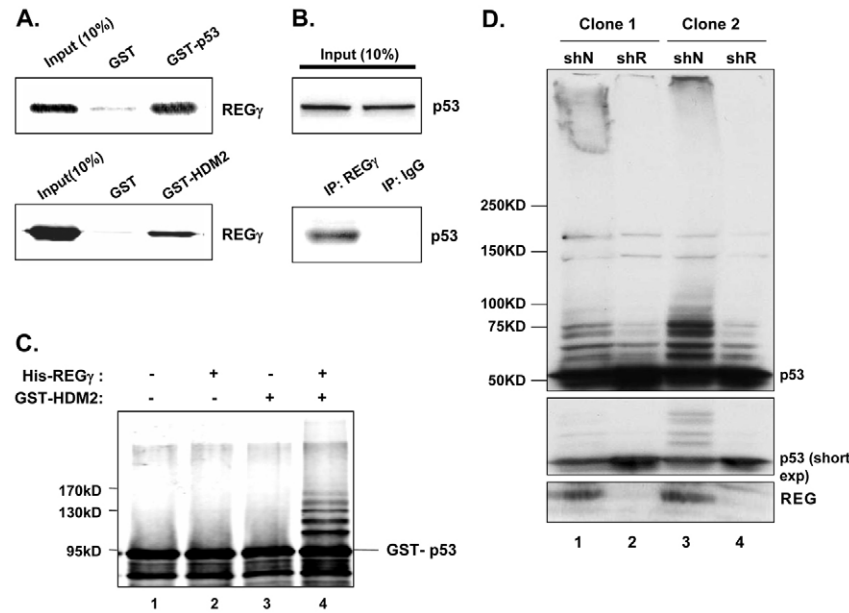 A.
Input (10%) GST GST-p53
REGγ
Input(10%) GST GST-HDM2
REGγ
B.
Input (10%)
p53
IP: REGγ IP: IgG
p53
C.
His-REGγ : - + - +
GST-HDM2: - - + +
170kD
130kD
95kD
GST- p53
1 2 3 4
D.
Clone 1 Clone 2
shN shR shN shR
250KD
150KD
100KD
75KD
50KD
p53
p53 (short
exp)
REG
1 2 3 4